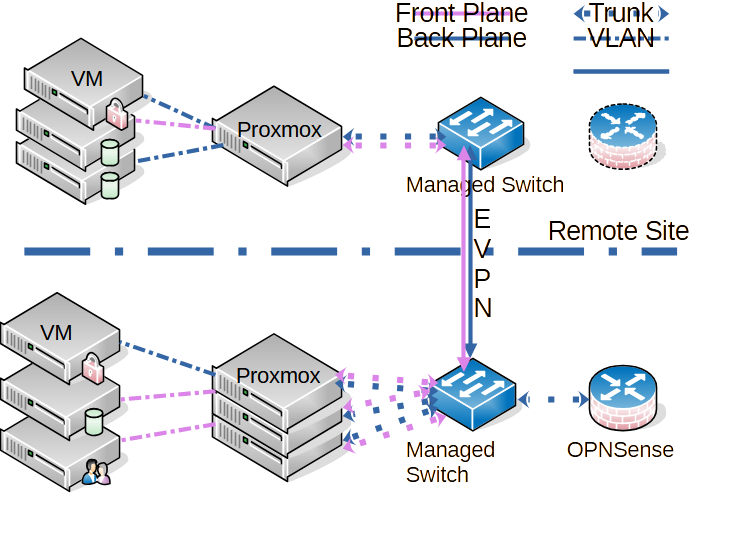 Front Plane
Trunk
Back Plane
VLAN
VM
Proxmox
Managed Switch
E
V
P
N
Remote Site
VM
Proxmox
Managed
Switch
OPNSense